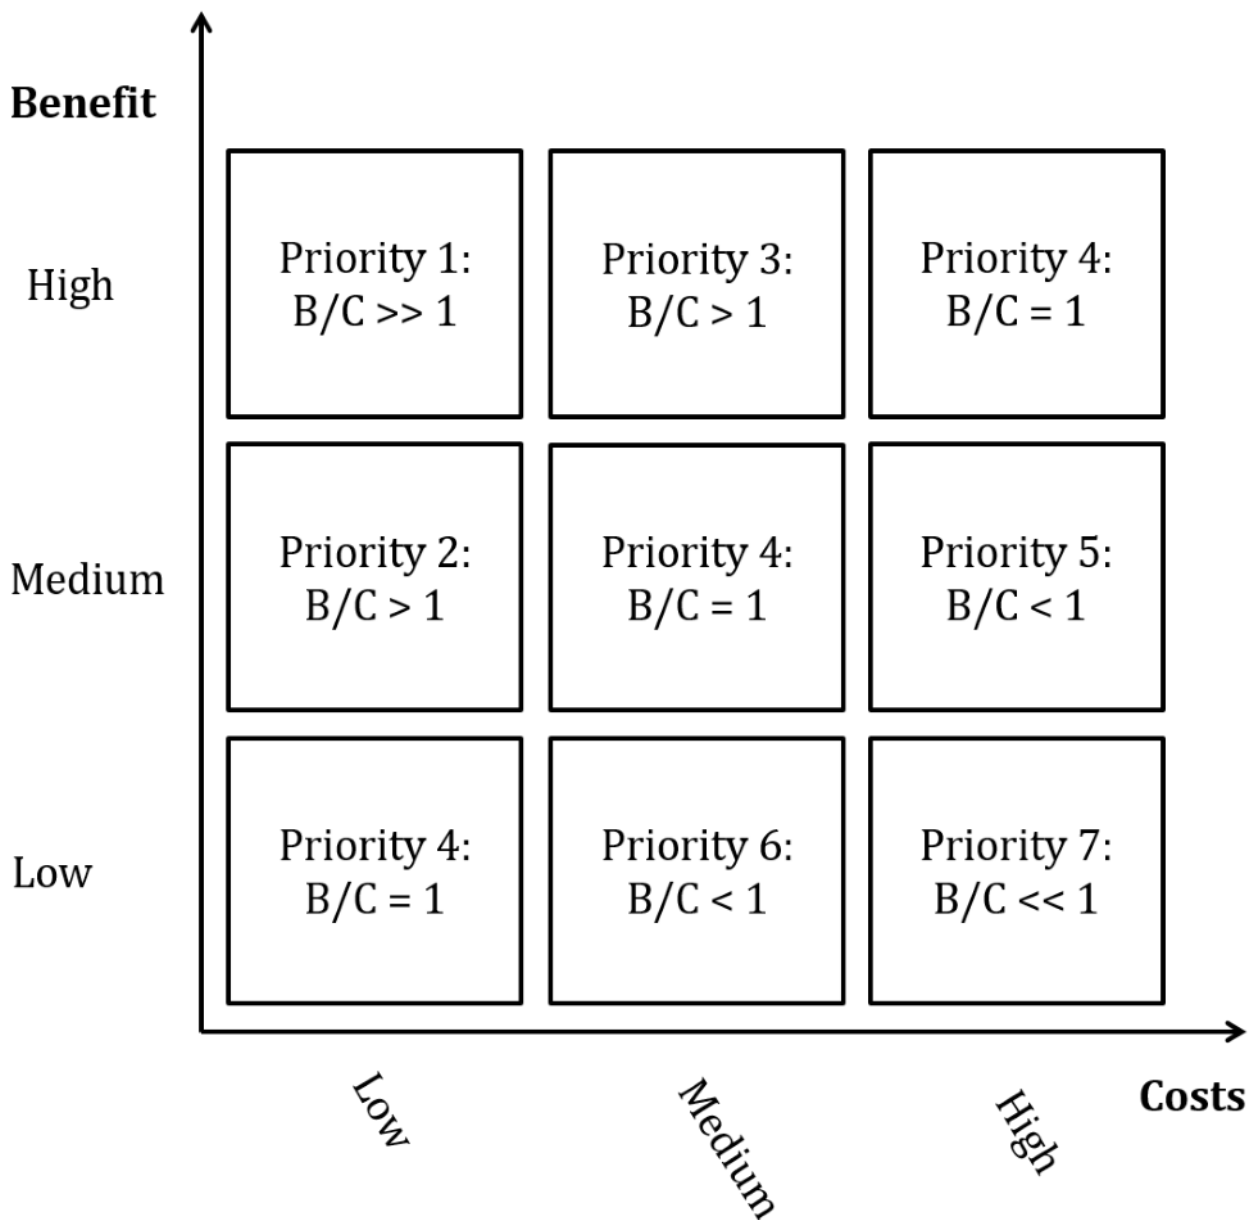 Benefit
High
Priority 1:
B/C >> 1
Priority 3:
B/C > 1
Priority 4:
B/C = 1
Medium
Priority 2:
B/C > 1
Priority 4:
B/C = 1
Priority 5:
B/C < 1
Low
Priority 4:
B/C = 1
Priority 6:
B/C < 1
Priority 7:
B/C << 1
Low
Medium
High
Costs